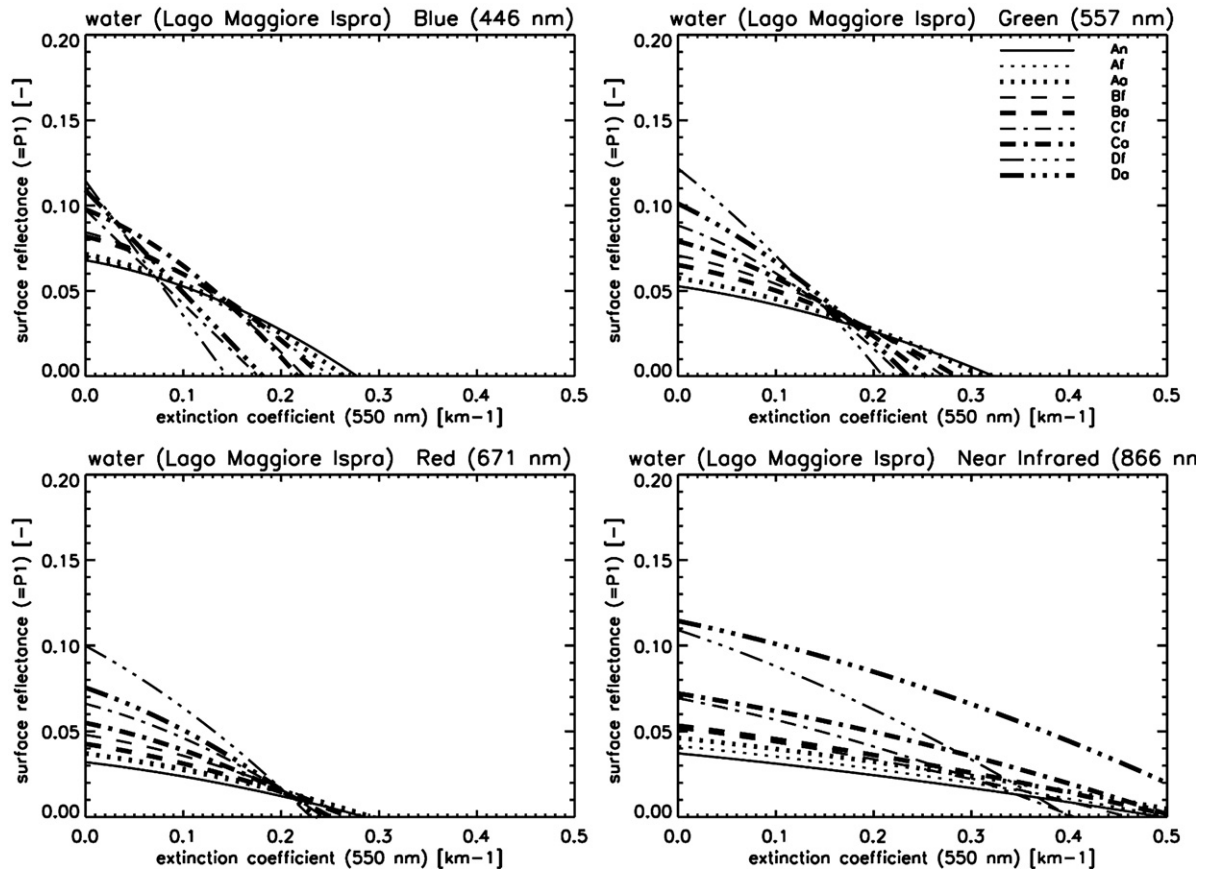 water (Lago Maggiore Ispra) Blue (446 nm)
surface reflectance (=P1) [-]
0.20
0.15
0.10
0.05
0.00
0.0 0.1 0.2 0.3 0.4 0.5
extinction coefficient (550 nm) [km-1]
water (Lago Maggiore Ispra) Green (557 nm)
An
Af
Aa
Bf
Ba
Cf
Ca
Df
Da
surface reflectance (=P1) [-]
0.20
0.15
0.10
0.05
0.00
0.0 0.1 0.2 0.3 0.4 0.5
extinction coefficient (550 nm) [km-1]
water (Lago Maggiore Ispra) Red (671 nm)
surface reflectance (=P1) [-]
0.20
0.15
0.10
0.05
0.00
0.0 0.1 0.2 0.3 0.4 0.5
extinction coefficient (550 nm) [km-1]
water (Lago Maggiore Ispra) Near Infrared (866 nm
surface reflectance (=P1) [-]
0.20
0.15
0.10
0.05
0.00
0.0 0.1 0.2 0.3 0.4 0.5
extinction coefficient (550 nm) [km-1]